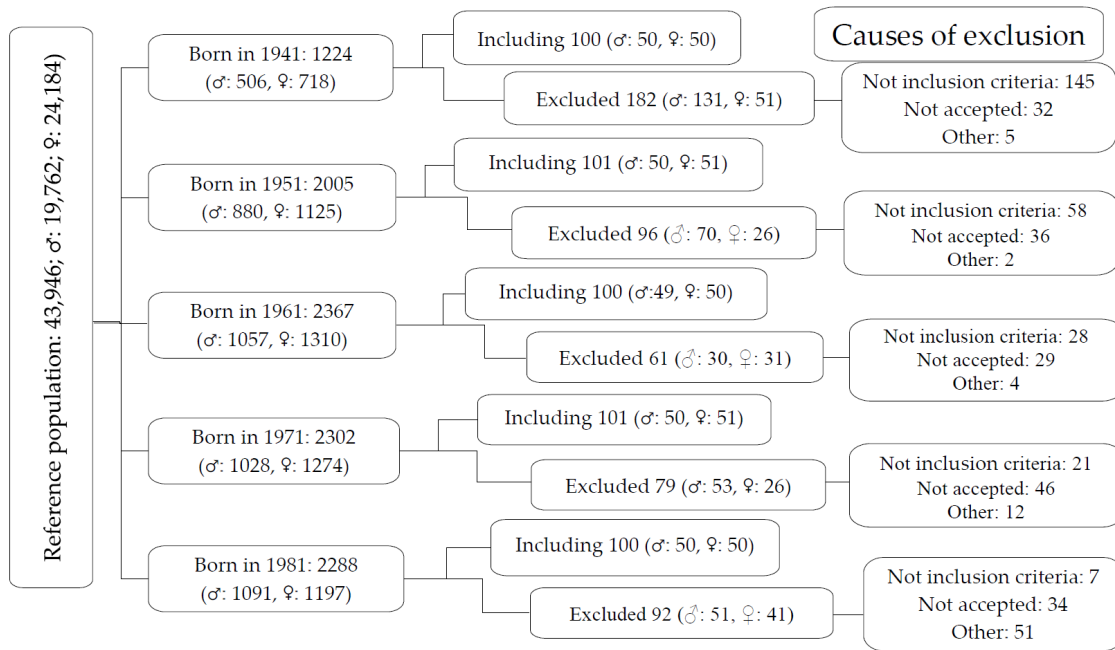 Reference population: 43,946; ♂: 19,762; ♀: 24,184)
Causes of exclusion
Born in 1941: 1224
(♂: 506, ♀: 718)
Including 100 (♂: 50, ♀: 50)
Excluded 182 (♂: 131, ♀: 51)
Not inclusion criteria: 145
Not accepted: 32
Other: 5
Born in 1951: 2005
(♂: 880, ♀: 1125)
Including 101 (♂: 50, ♀: 51)
Excluded 96 (♂: 70, ♀: 26)
Not inclusion criteria: 58
Not accepted: 36
Other: 2
Born in 1961: 2367
(♂: 1057, ♀: 1310)
Including 100 (♂:49, ♀: 50)
Excluded 61 (♂: 30, ♀: 31)
Not inclusion criteria: 28
Not accepted: 29
Other: 4
Born in 1971: 2302
(♂: 1028, ♀: 1274)
Including 101 (♂: 50, ♀: 51)
Excluded 79 (♂: 53, ♀: 26)
Not inclusion criteria: 21
Not accepted: 46
Other: 12
Born in 1981: 2288
(♂: 1091, ♀: 1197)
Including 100 (♂: 50, ♀: 50)
Excluded 92 (♂: 51, ♀: 41)
Not inclusion criteria: 7
Not accepted: 34
Other: 51